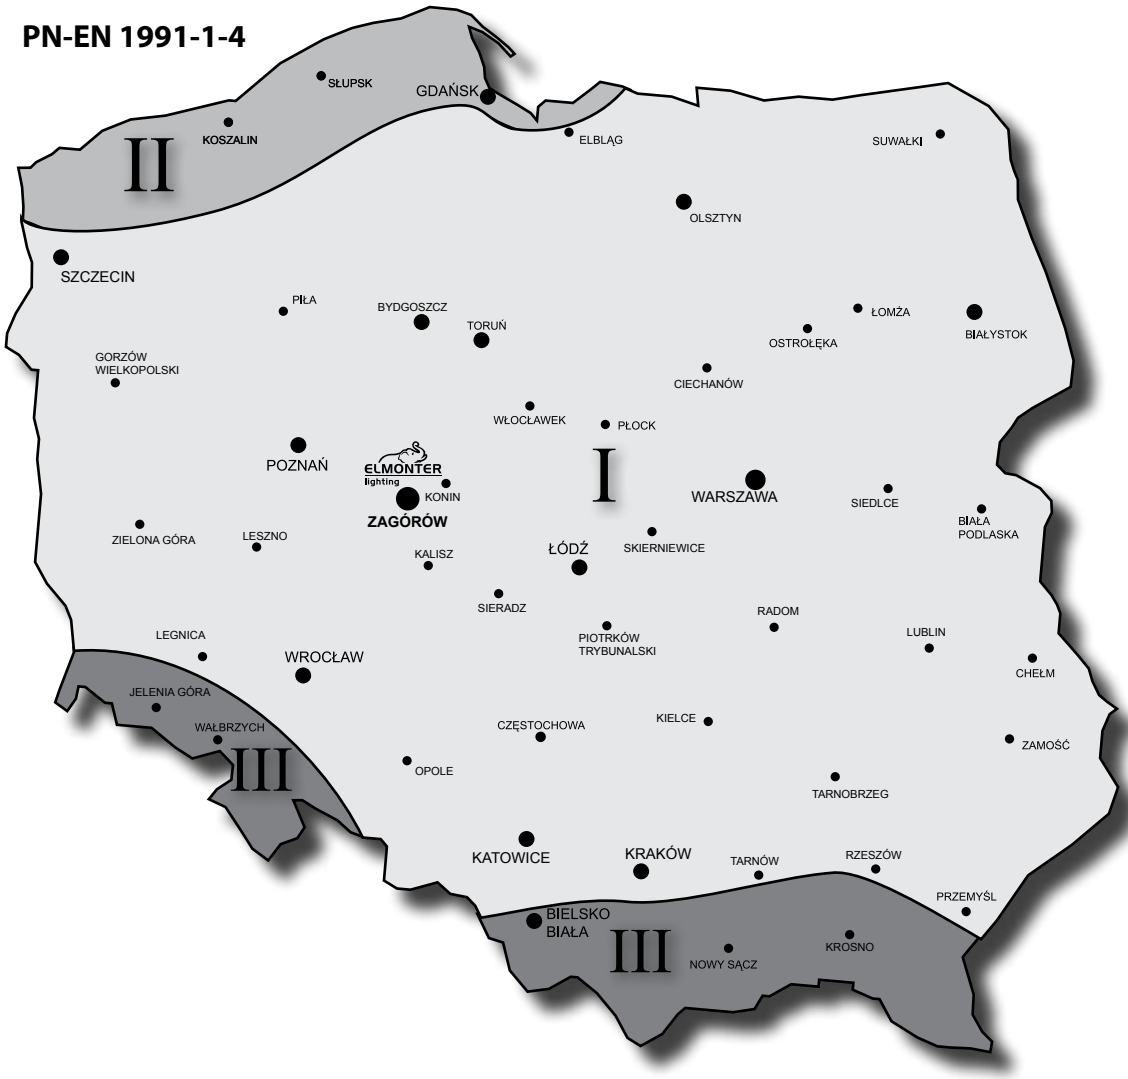 PN-EN 1991-1-4
SŁUPSK
GDAŃSK
KOSZALIN
ELBLĄG
SUWAŁKI
II
OLSZTYN
SZCZECIN
PIŁA
BYDGOSZCZ
TORUŃ
ŁOMŻA
OSTROŁĘKA
BIAŁYSTOK
GORZÓW
WIELKOPOLSKI
CIECHANÓW
WŁOCŁAWEK
PŁOCK
POZNAŃ
ELMONTER
lighting
KONIN
I
WARSZAWA
SIEDLCE
ZAGÓRÓW
BIAŁA
PODLASKA
ZIELONA GÓRA
LESZNO
KALISZ
ŁÓDŹ
SKIERNIEWICE
SIERADZ
RADOM
LEGNICA
WROCŁAW
PIOTRKÓW
TRYBUNALSKI
LUBLIN
CHEŁM
JELENIA GÓRA
WAŁBRZYCH
CZĘSTOCHOWA
KIELCE
ZAMOŚĆ
III
OPOLE
TARNOBRZEG
KATOWICE
KRAKÓW
TARNÓW
RZESZÓW
PRZEMYŚL
BIELSKO
BIAŁA
III
NOWY SĄCZ
KROSNO